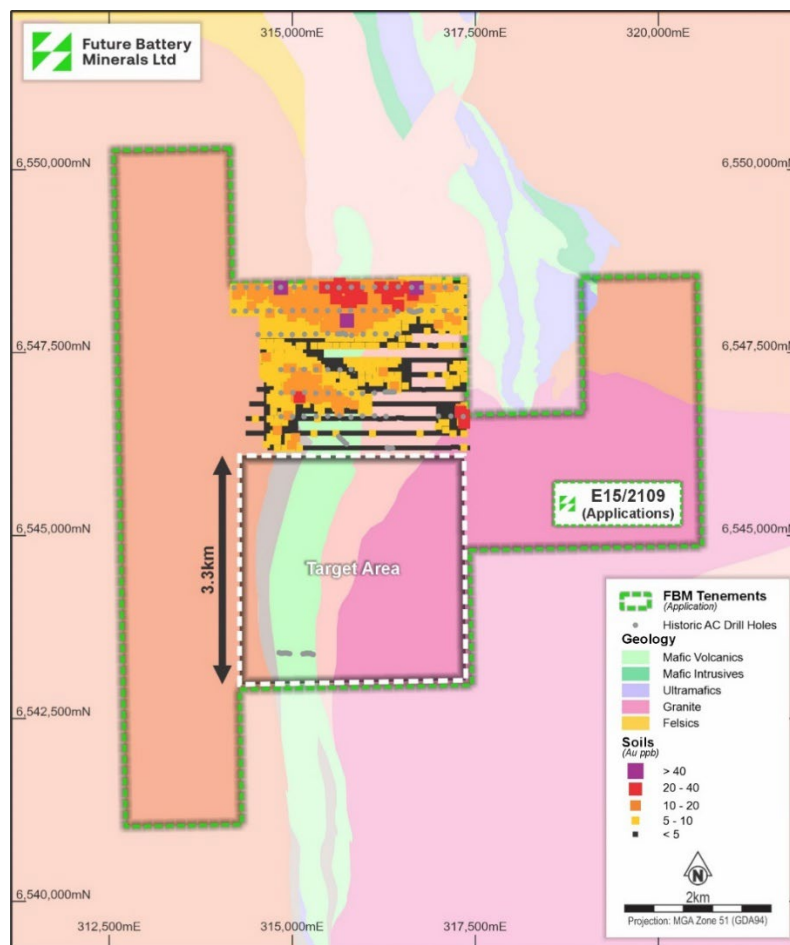 Future Battery
Minerals Ltd
315,000mE
317,500mE
320,000mE
6,550,000mN
6,550,000mN
6,547,500mN
6,547,500mN
E15/2109
(Applications)
6,545,000mN
6,545,000mN
3.3km
Target Area
6,542,500mN
6,540,000mN
312,500mE
315,000mE
317,500mE
FBM Tenements
(Application)
Historic AC Drill Holes
Geology
Mafic Volcanics
Mafic Intrusives
Ultramafics
Granite
Felsics
Soils
(Au ppb)
> 40
20 - 40
10 - 20
5 - 10
< 5
N
2km
Projection: MGA Zone 51 (GDA94)